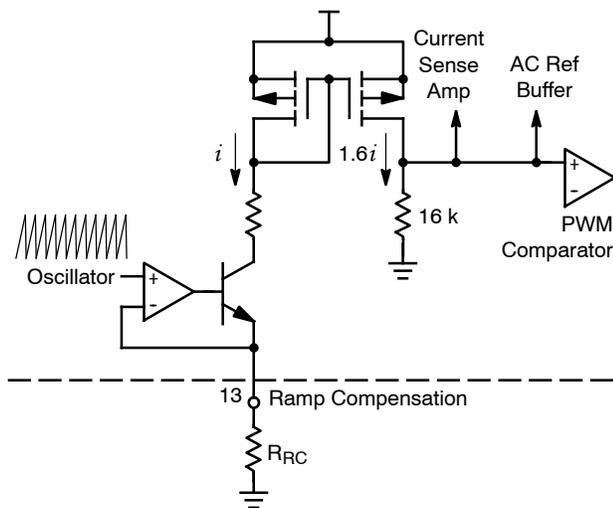 Current
Sense
Amp
AC Ref
Buffer
i
1.6i
+
-
16 k
PWM
Comparator
Oscillator
+
-
13
Ramp Compensation
RRC